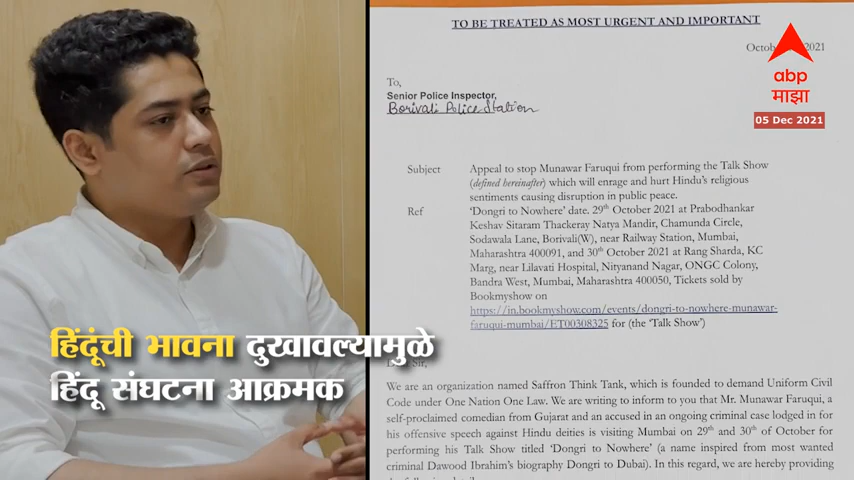 TO BE TREATED AS MOST URGENT AND IMPORTANT
2021
abp
माझा
05 Dec 2021
To,
Senior Police Inspector,
Borivali Police Station
Subject Appeal to stop Munawar Faruqui from performing the Talk Show
(defined hereinafter) which will enrage and hurt Hindu's religious
sentiments causing disruption in public peace.
Ref 'Dongri to Nowhere' date. 29th October 2021 at Prabodhankar
Keshav Sitaram Thackeray Natya Mandir, Chamunda Circle,
Sodawala Lane, Borivali(W), near Railway Station, Mumbai,
Maharashtra 400091, and 30th October 2021 at Rang Sharda, KC
Marg, near Lilavati Hospital, Nityanand Nagar, ONGC Colony,
Bandra West, Mumbai, Maharashtra 400050, Tickets sold by
Bookmyshow on
https://in.bookmyshow.com/events/dongri-to-nowhere-munawar-
faruqui-mumbai/ET00308325 for (the 'Talk Show')
हिंदूंची भावना दुखावल्यामुळे
हिंदू संघटना आक्रमक
Sir,
We are an organization named Saffron Think Tank, which is founded to demand Uniform Civil
Code under One Nation One Law. We are writing to inform to you that Mr. Munawar Faruqui, a
self-proclaimed comedian from Gujarat and an accused in an ongoing criminal case lodged in for
his offensive speech against Hindu deities is visiting Mumbai on 29th and 30th of October for
performing his Talk Show titled 'Dongri to Nowhere' (a name inspired from most wanted
criminal Dawood Ibrahim's biography Dongri to Dubai). In this regard, we are hereby providing